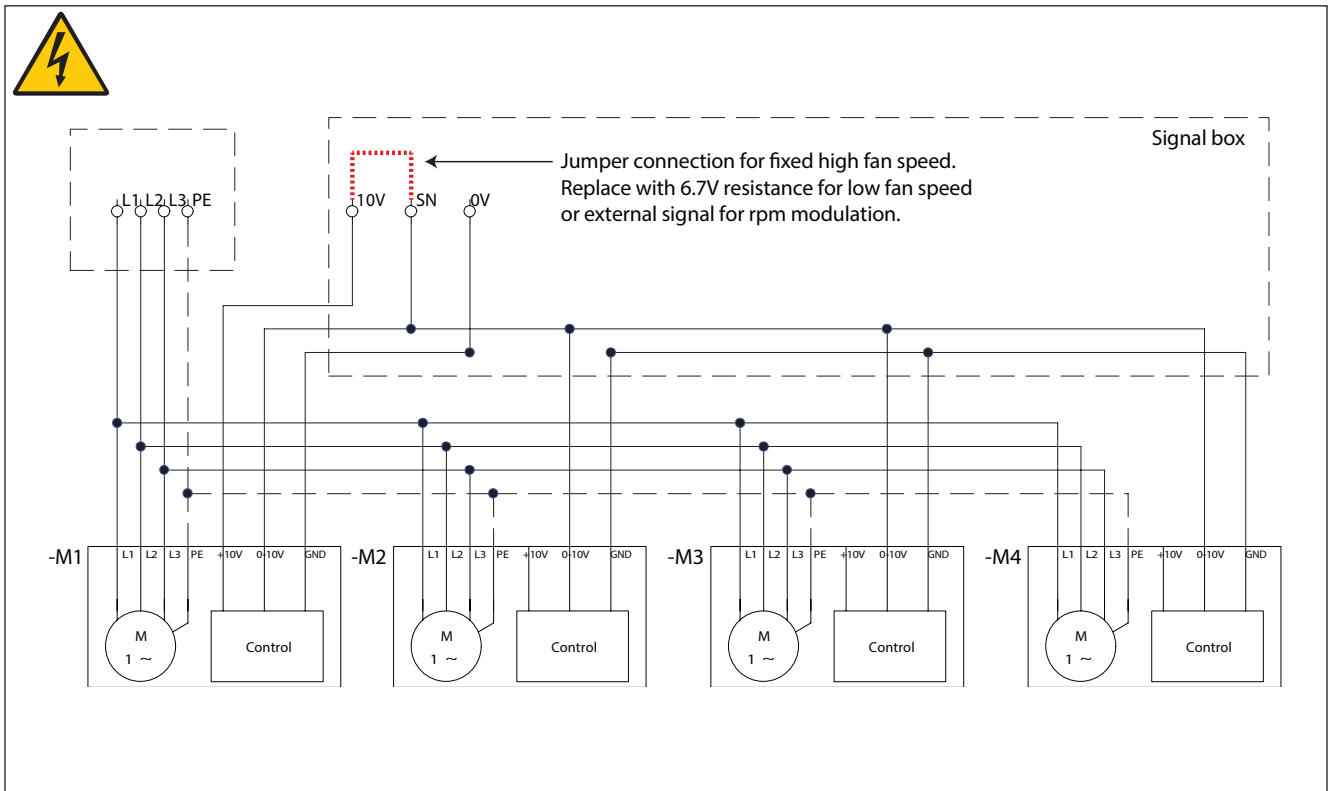 Signal box
Jumper connection for fixed high fan speed.
Replace with 6.7V resistance for low fan speed
or external signal for rpm modulation.
L1 L2 L3 PE
10V SN 0V
-M1 L1 L2 L3 PE +10V 0-10V GND
-M2 L1 L2 L3 PE +10V 0-10V GND
-M3 L1 L2 L3 PE +10V 0-10V GND
-M4 L1 L2 L3 PE +10V 0-10V GND
M
1 ~
Control
M
1 ~
Control
M
1 ~
Control
M
1 ~
Control